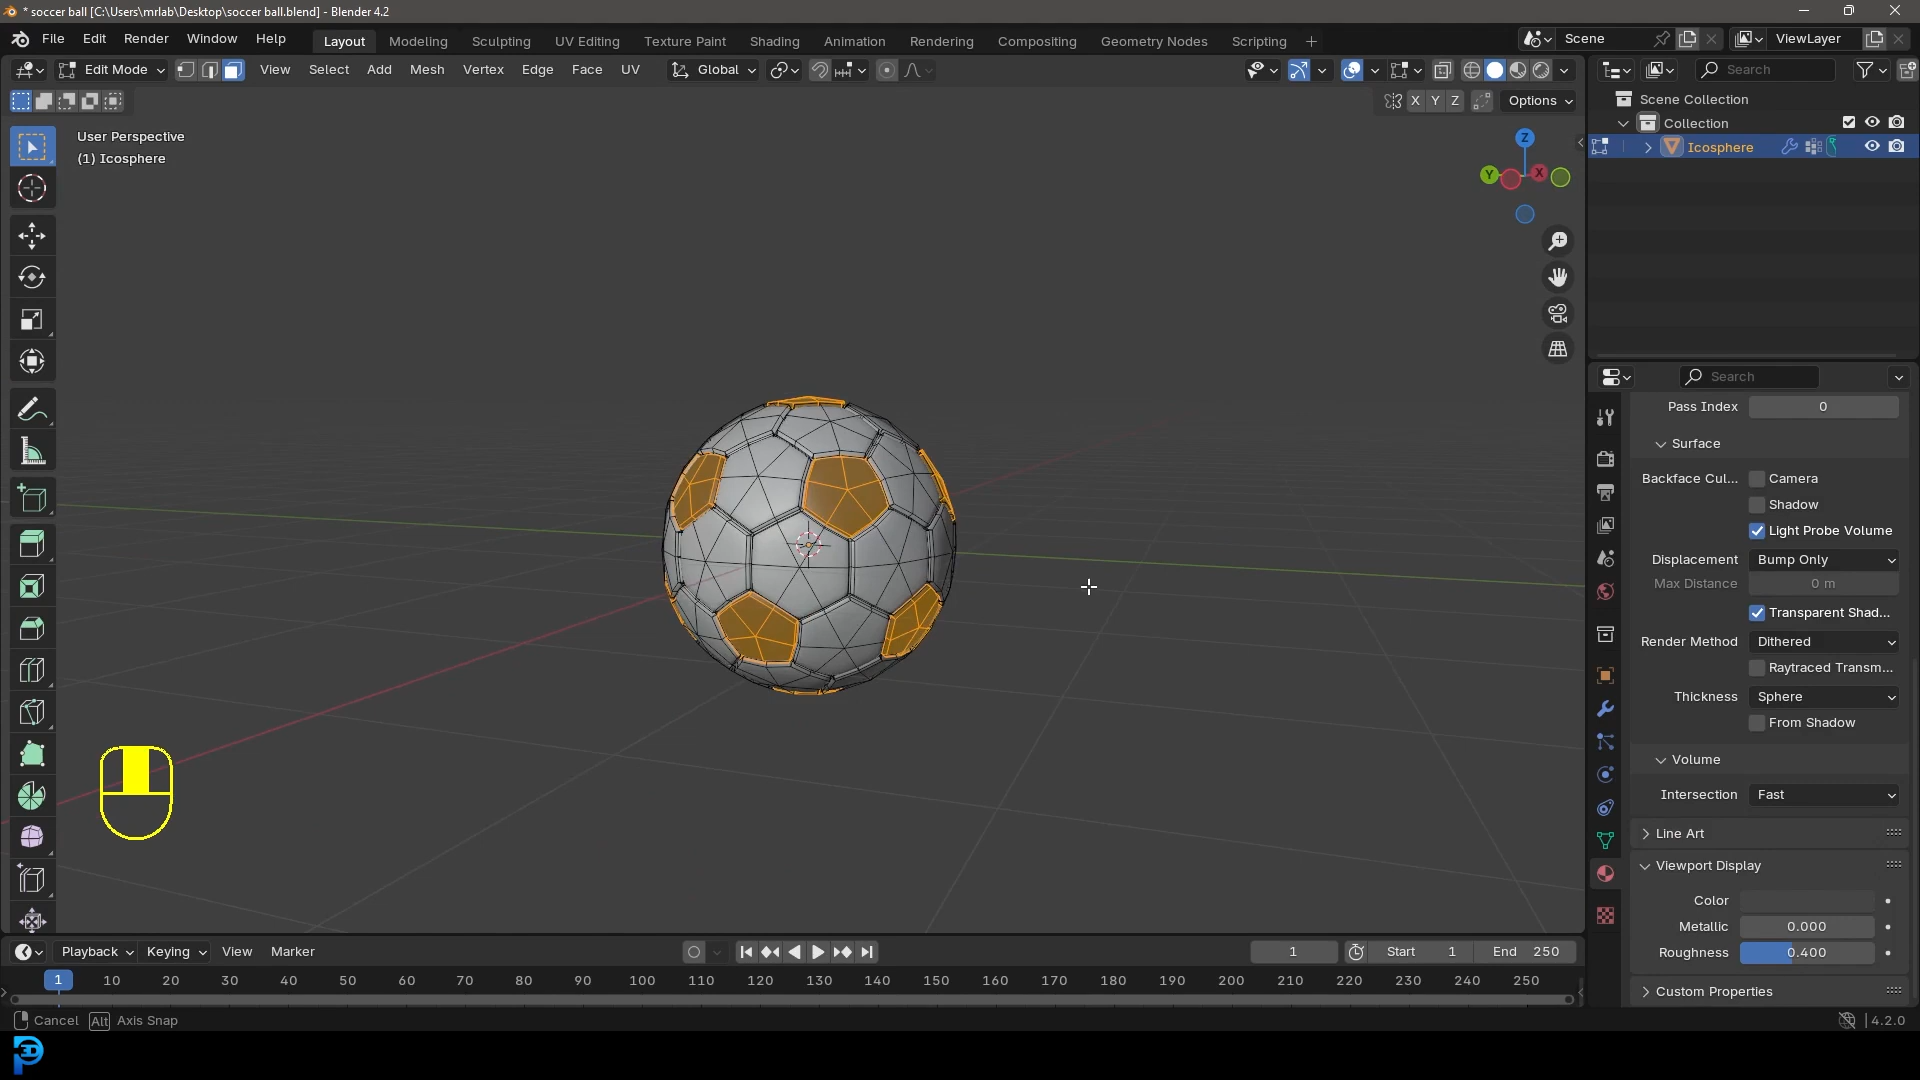 * soccer ball [C:\Users\mrlab\Desktop\soccer ball.blend] - Blender 4.2
File Edit Render Window Help Layout Modeling Sculpting UV Editing Texture Paint Shading Animation Rendering Compositing Geometry Nodes Scripting + Scene ViewLayer
Edit Mode View Select Add Mesh Vertex Edge Face UV Global Search
X Y Z Options
Scene Collection
Collection
Icosphere
User Perspective
(1) Icosphere
Z
Y X
Search
Pass Index 0
Surface
Backface Cul... Camera
Shadow
Light Probe Volume
Displacement Bump Only
Max Distance 0 m
Transparent Shad...
Render Method Dithered
Raytraced Transm...
Thickness Sphere
From Shadow
Volume
Intersection Fast
Line Art
Viewport Display
Color
Metallic 0.000
Roughness 0.400
Custom Properties
Playback Keying View Marker 1 Start 1 End 250
1 10 20 30 40 50 60 70 80 90 100 110 120 130 140 150 160 170 180 190 200 210 220 230 240 250
Cancel Alt Axis Snap 4.2.0
3D